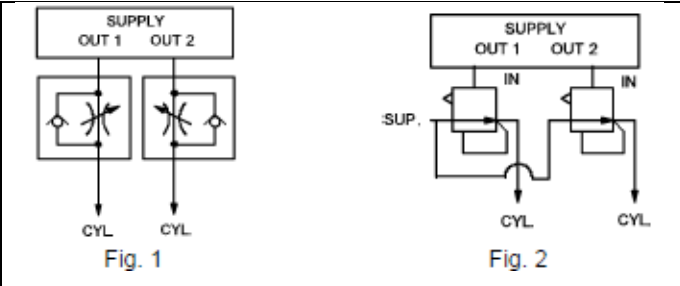 SUPPLY
OUT 1 OUT 2
CYL. CYL.
Fig. 1
SUPPLY
OUT 1 OUT 2
IN IN
SUP.
CYL. CYL.
Fig. 2